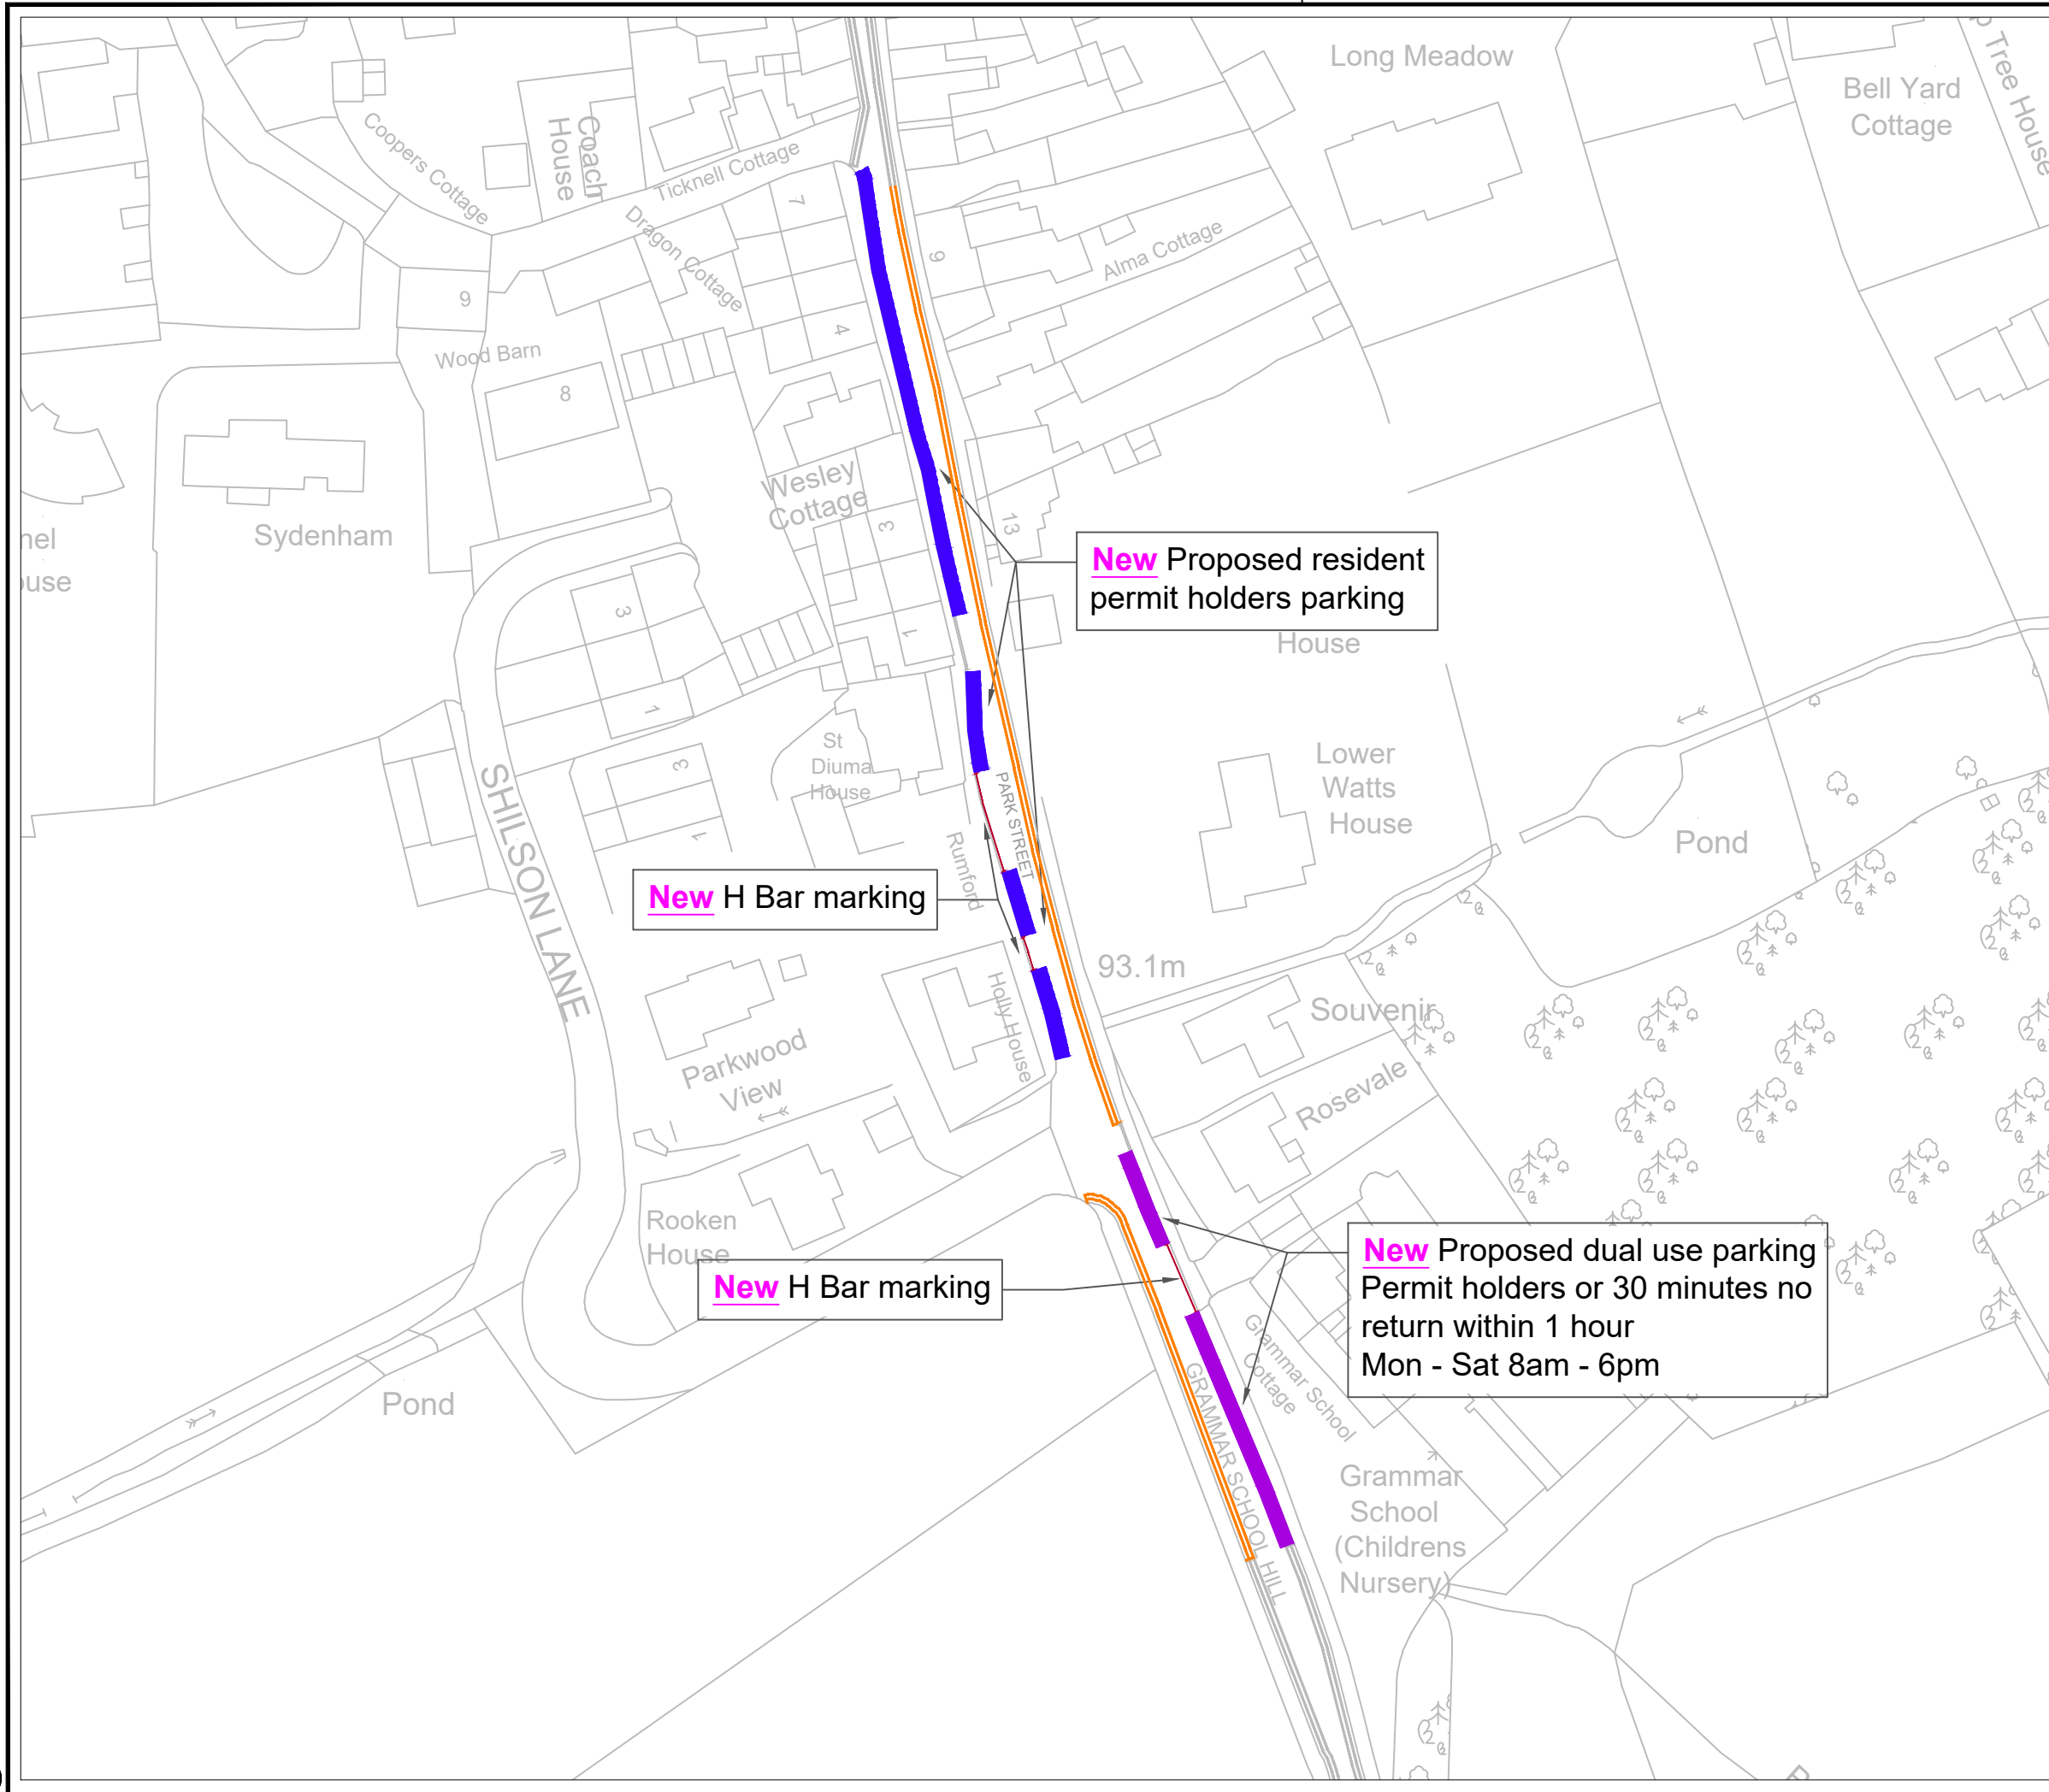 Long Meadow
Bell Yard
Cottage
Tree House
Coopers Cottage
Coach
House
Ticknell Cottage
Dragon Cottage
7
9
Alma Cottage
4
9
Wood Barn
8
Wesley
Cottage
3
13
Sydenham
nel
ouse
New Proposed resident
permit holders parking
House
3
1
1
St
Diuma
House
3
1
SHILSON LANE
PARK STREET
Rumford
Lower
Watts
House
Pond
New H Bar marking
93.1m
Holly House
Souvenir
Parkwood
View
Rosevale
Rooken
House
New H Bar marking
New Proposed dual use parking
Permit holders or 30 minutes no
return within 1 hour
Mon - Sat 8am - 6pm
Grammar School
Cottage
GRAMMAR SCHOOL HILL
Pond
Grammar
School
(Childrens
Nursery)